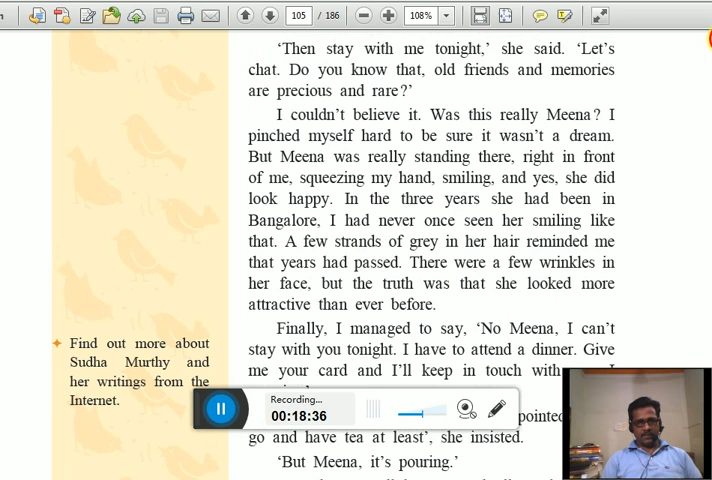 105
/ 186
108%
‘Then stay with me tonight,’ she said. ‘Let’s
chat. Do you know that, old friends and memories
are precious and rare?’
I couldn’t believe it. Was this really Meena? I
pinched myself hard to be sure it wasn’t a dream.
But Meena was really standing there, right in front
of me, squeezing my hand, smiling, and yes, she did
look happy. In the three years she had been in
Bangalore, I had never once seen her smiling like
that. A few strands of grey in her hair reminded me
that years had passed. There were a few wrinkles in
her face, but the truth was that she looked more
attractive than ever before.
Finally, I managed to say, ‘No Meena, I can’t
stay with you tonight. I have to attend a dinner. Give
me your card and I’ll keep in touch with
go and have tea at least’, she insisted.
‘But Meena, it’s pouring.’
Find out more about
Sudha Murthy and
her writings from the
Internet.
Recording...
00:18:36